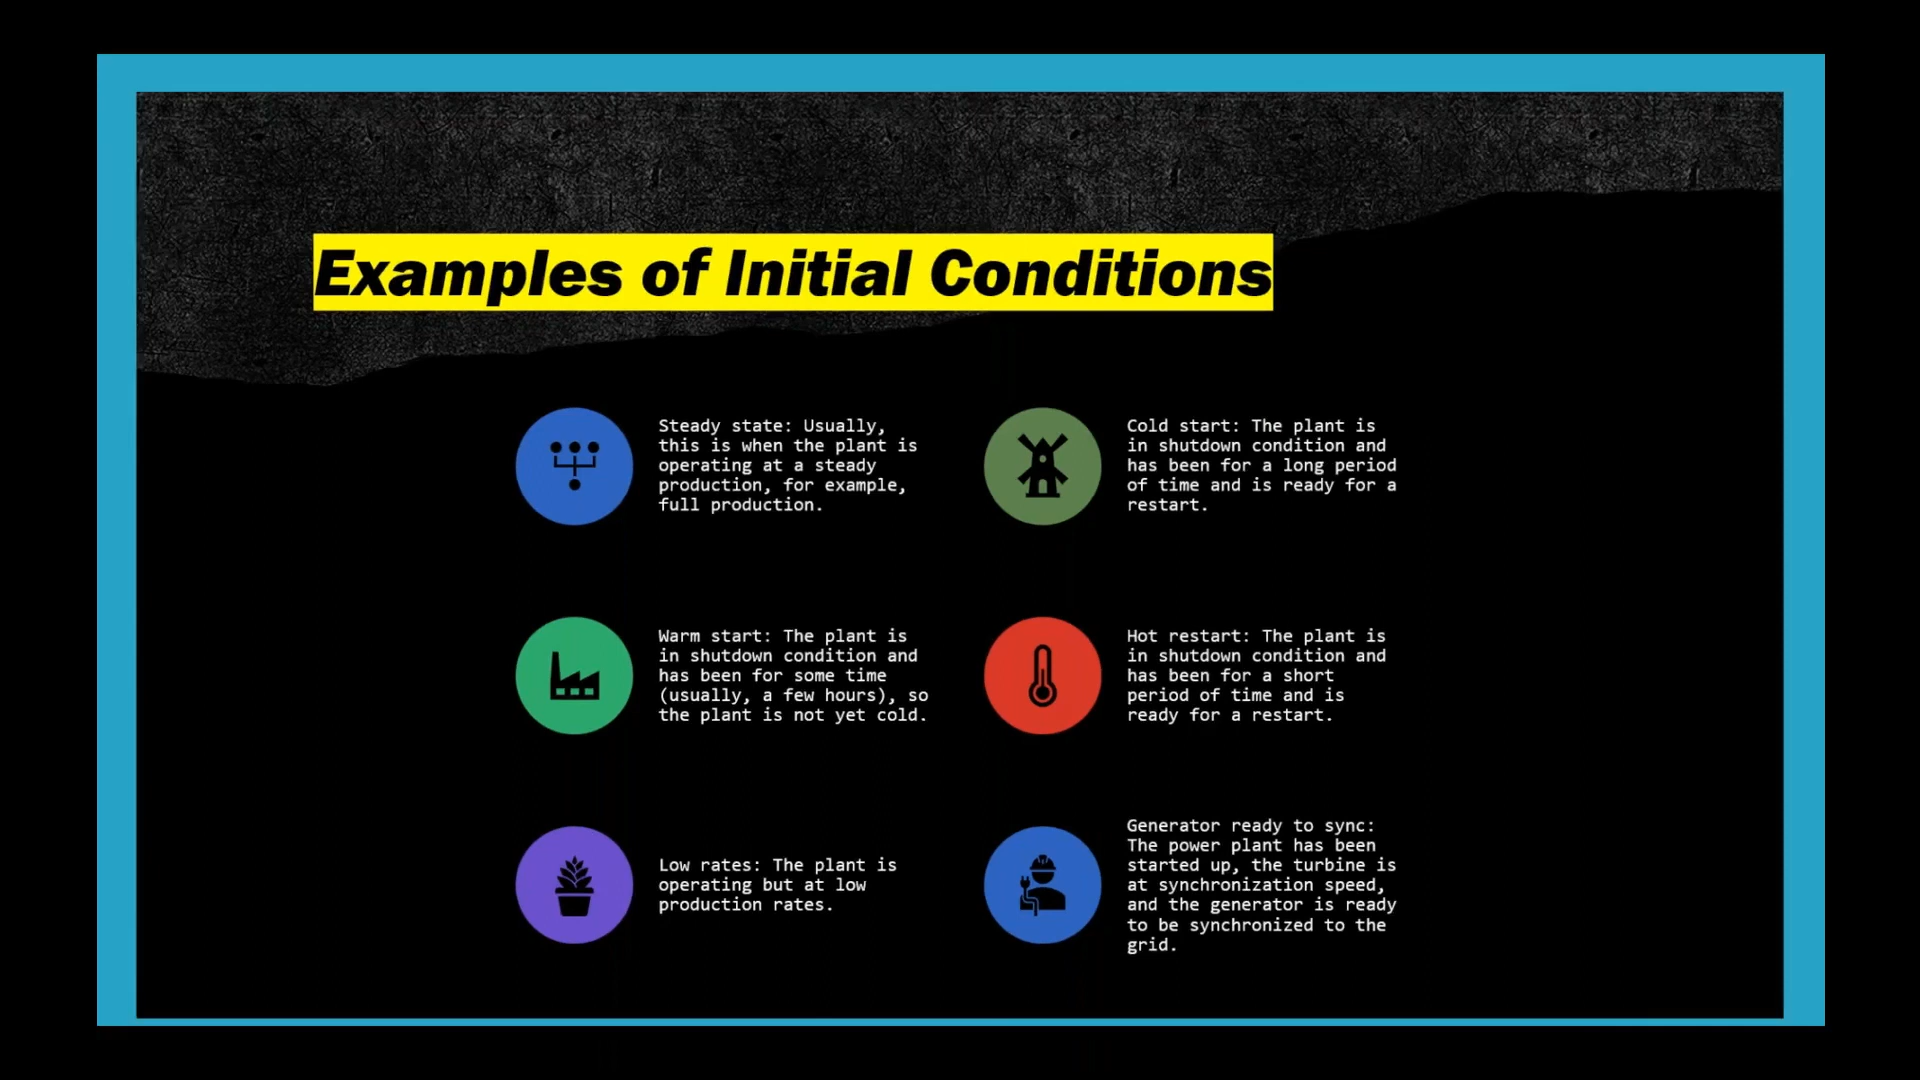 Examples of Initial Conditions
Steady state: Usually,
this is when the plant is
operating at a steady
production, for example,
full production.
Cold start: The plant is
in shutdown condition and
has been for a long period
of time and is ready for a
restart.
Warm start: The plant is
in shutdown condition and
has been for some time
(usually, a few hours), so
the plant is not yet cold.
Hot restart: The plant is
in shutdown condition and
has been for a short
period of time and is
ready for a restart.
Low rates: The plant is
operating but at low
production rates.
Generator ready to sync:
The power plant has been
started up, the turbine is
at synchronization speed,
and the generator is ready
to be synchronized to the
grid.